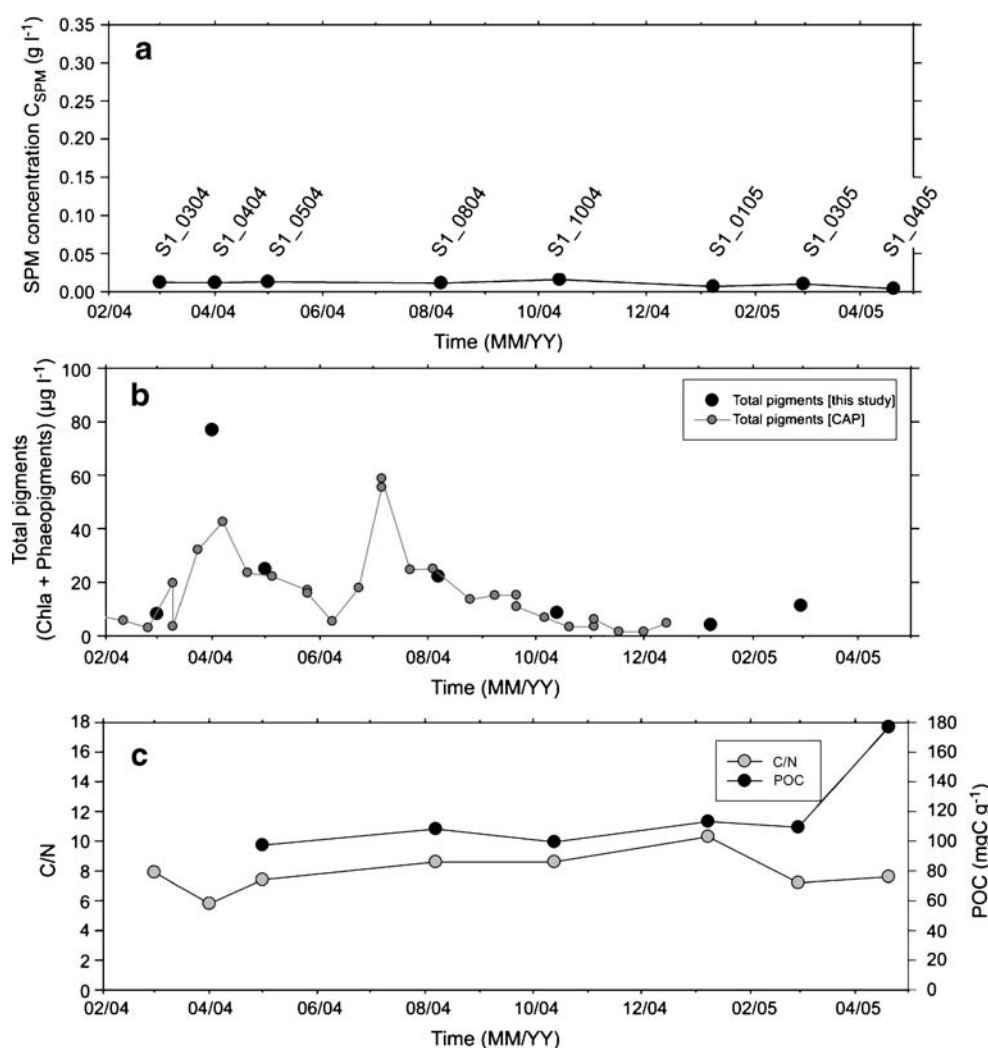 a
SPM concentration C_SPM (g l⁻¹)
0.35
0.30
0.25
0.20
0.15
0.10
0.05
0.00
S1_0304
S1_0404
S1_0504
S1_0804
S1_1004
S1_0105
S1_0305
S1_0405
02/04 04/04 06/04 08/04 10/04 12/04 02/05 04/05
Time (MM/YY)
b
Total pigments
(Chla + Phaeopigments) (µg l⁻¹)
100
80
60
40
20
0
Total pigments [this study]
Total pigments [CAP]
02/04 04/04 06/04 08/04 10/04 12/04 02/05 04/05
Time (MM/YY)
c
C/N
18
16
14
12
10
8
6
4
2
0
C/N
POC
180
160
140
120
100
80
60
40
20
0
POC (mgC g⁻¹)
02/04 04/04 06/04 08/04 10/04 12/04 02/05 04/05
Time (MM/YY)